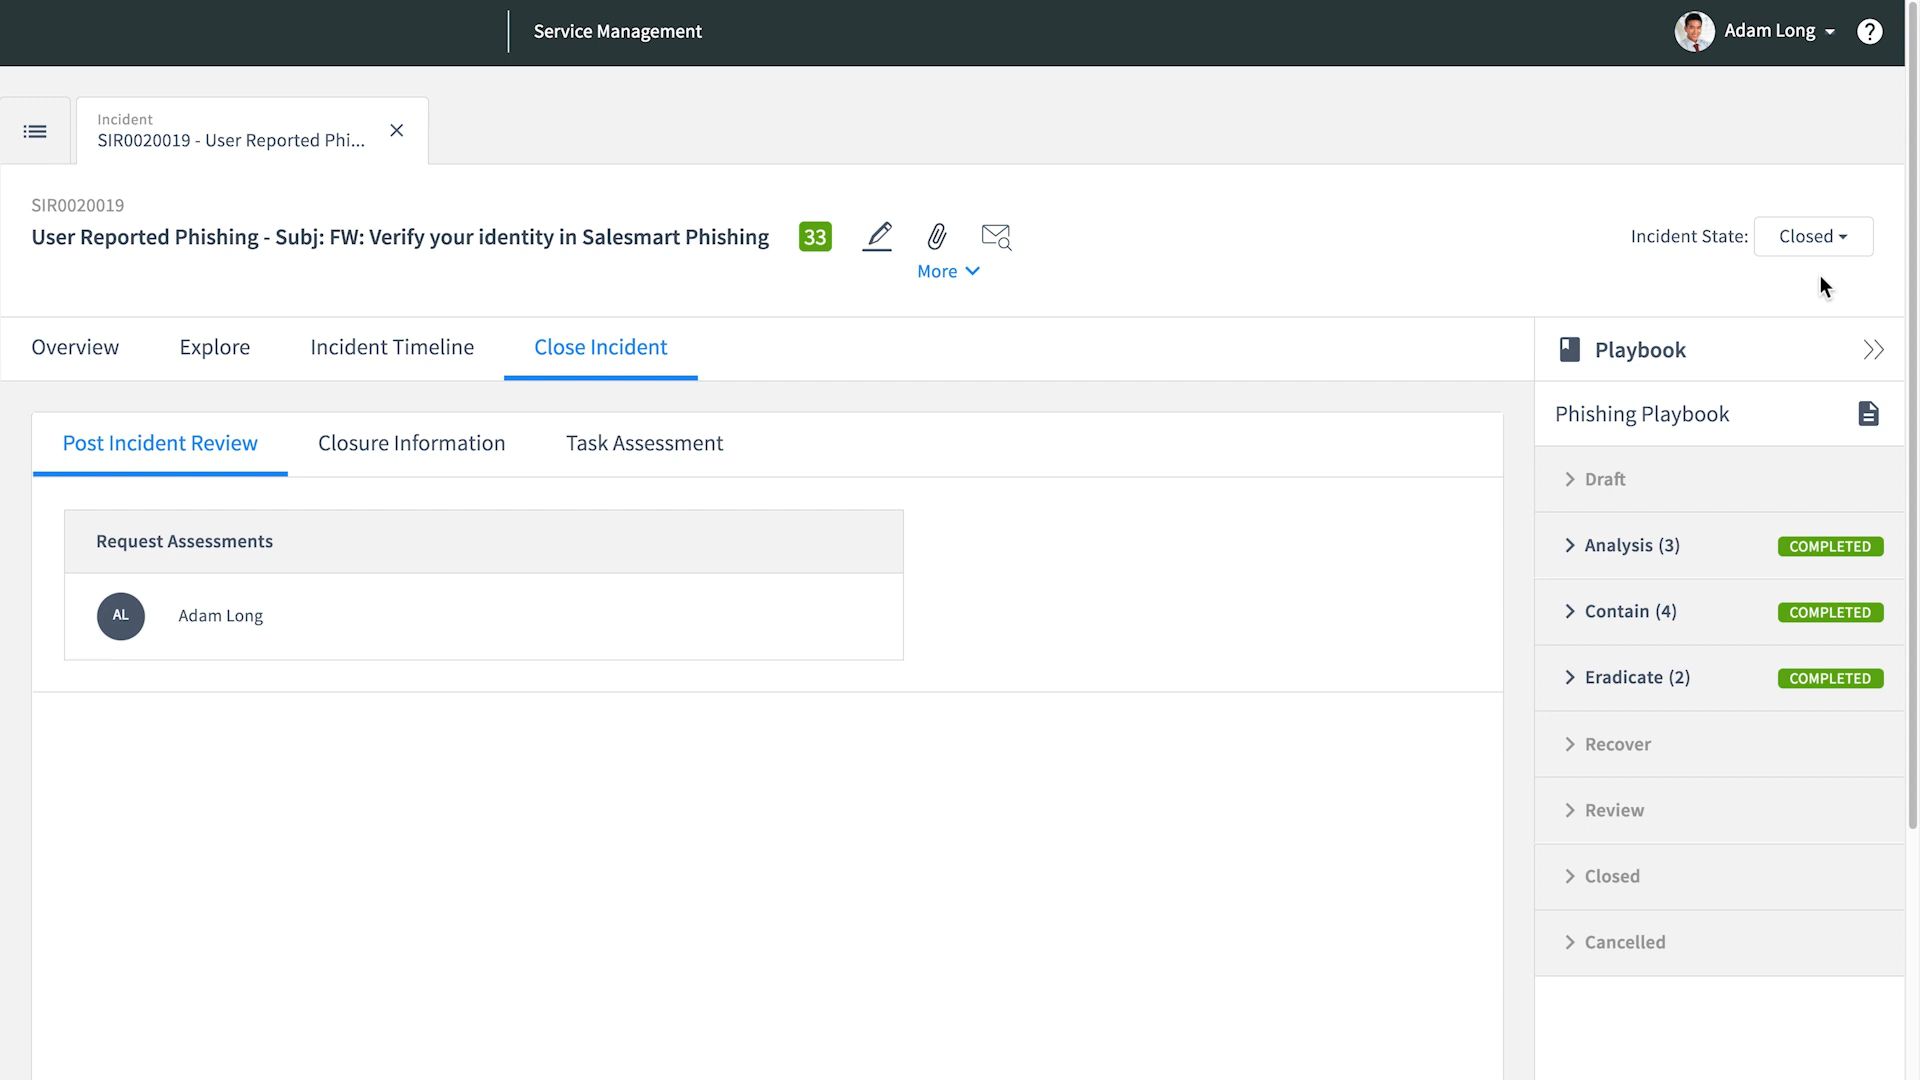 Service Management
Adam Long
?
Incident
SIR0020019 - User Reported Phi...
SIR0020019
User Reported Phishing - Subj: FW: Verify your identity in Salesmart Phishing
33
More
Incident State:
Closed
Overview
Explore
Incident Timeline
Close Incident
Post Incident Review
Closure Information
Task Assessment
Request Assessments
AL
Adam Long
Playbook
Phishing Playbook
Draft
Analysis (3)
COMPLETED
Contain (4)
COMPLETED
Eradicate (2)
COMPLETED
Recover
Review
Closed
Cancelled